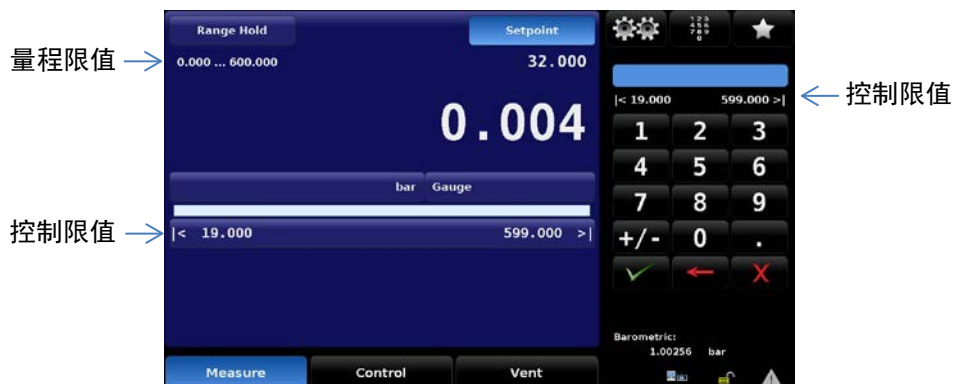 Range Hold
Setpoint
量程限值
0.000 ... 600.000
32.000
0.004
|< 19.000 599.000 >|
控制限值
1 2 3
4 5 6
7 8 9
+/- 0 .
bar Gauge
控制限值
|< 19.000 599.000 >|
Barometric:
1.00256 bar
Measure
Control
Vent